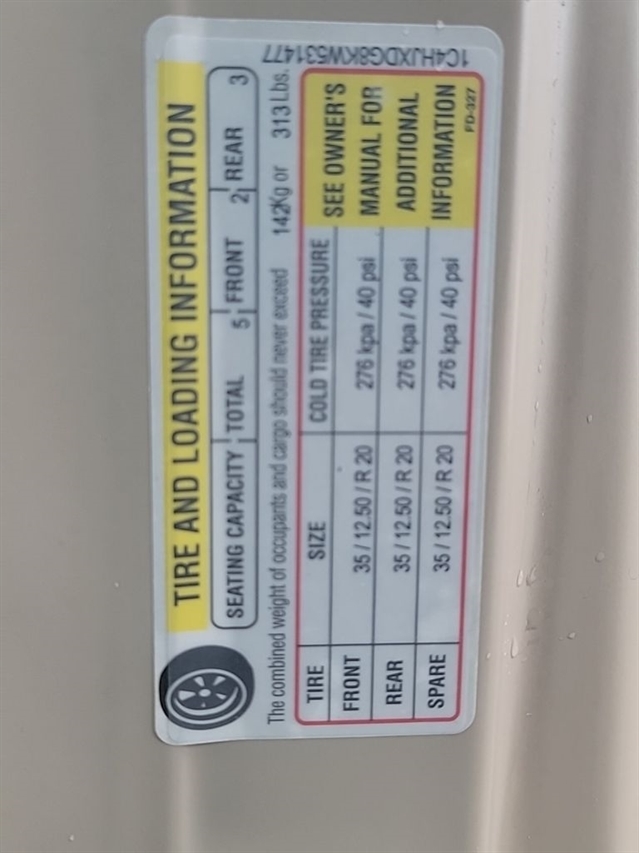 TIRE AND LOADING INFORMATION
SEATING CAPACITY TOTAL 5 FRONT 2 REAR 3
The combined weight of occupants and cargo should never exceed 142Kg or 313 Lbs.
TIRE SIZE COLD TIRE PRESSURE SEE OWNER'S
FRONT 35 / 12.50 / R 20 276 kpa / 40 psi MANUAL FOR
REAR 35 / 12.50 / R 20 276 kpa / 40 psi ADDITIONAL
SPARE 35 / 12.50 / R 20 276 kpa / 40 psi INFORMATION
FD-327
1C4HJXDG8KW531477